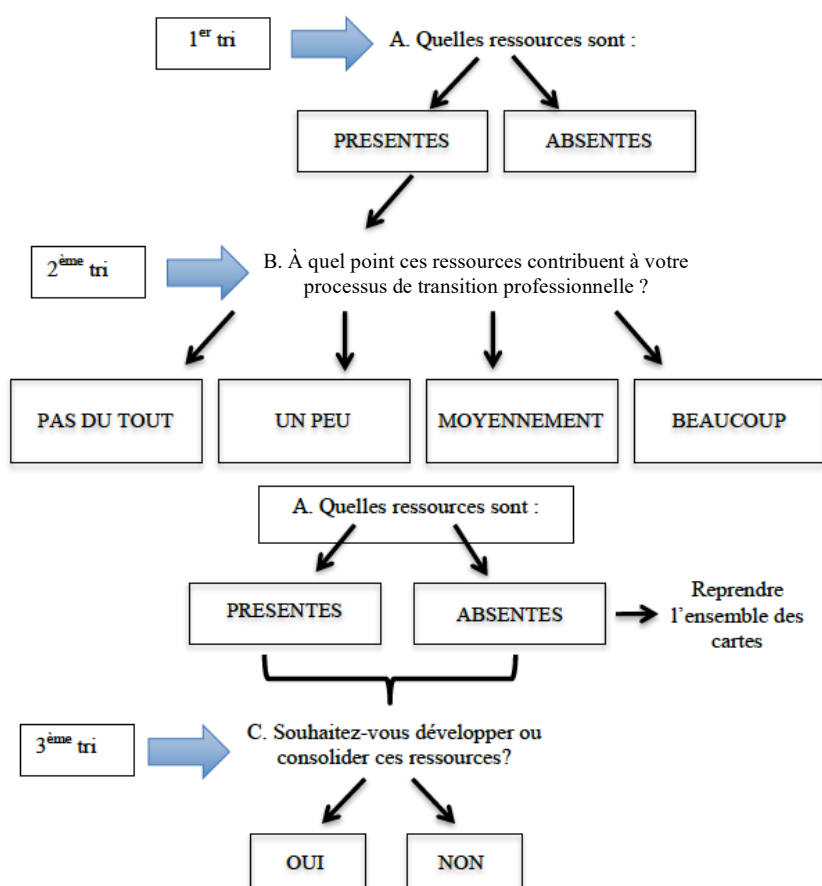 1er tri
A. Quelles ressources sont :
PRESENTES
ABSENTES
2ème tri
B. À quel point ces ressources contribuent à votre
processus de transition professionnelle ?
PAS DU TOUT
UN PEU
MOYENNEMENT
BEAUCOUP
A. Quelles ressources sont :
PRESENTES
ABSENTES
Reprendre
l’ensemble des
cartes
3ème tri
C. Souhaitez-vous développer ou
consolider ces ressources?
OUI
NON